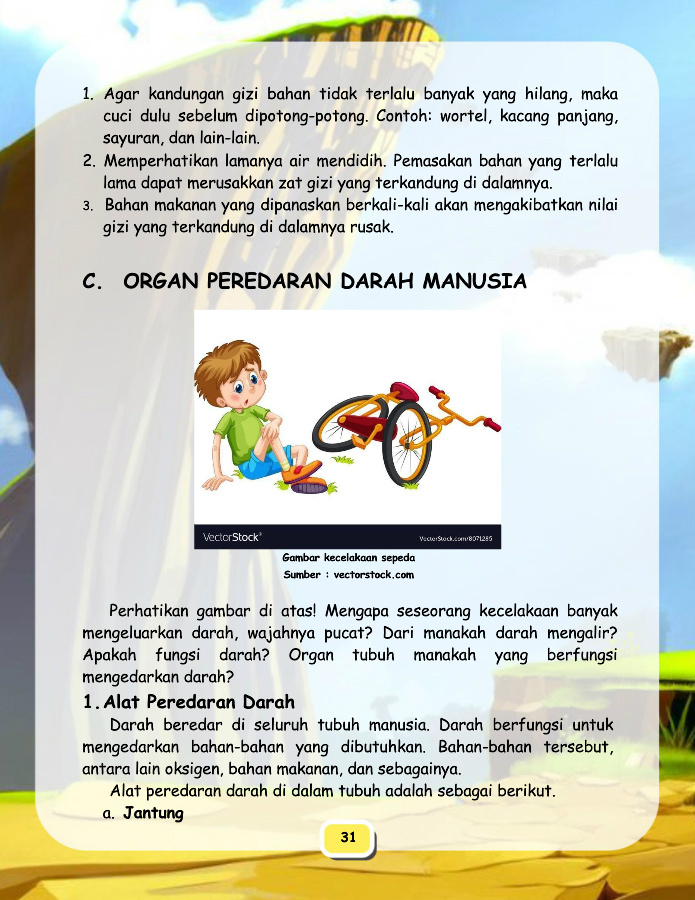 1. Agar kandungan gizi bahan tidak terlalu banyak yang hilang, maka
cuci dulu sebelum dipotong-potong. Contoh: wortel, kacang panjang,
sayuran, dan lain-lain.
2. Memperhatikan lamanya air mendidih. Pemasakan bahan yang terlalu
lama dapat merusakkan zat gizi yang terkandung di dalamnya.
3. Bahan makanan yang dipanaskan berkali-kali akan mengakibatkan nilai
gizi yang terkandung di dalamnya rusak.
C. ORGAN PEREDARAN DARAH MANUSIA
VectorStock®
VectorStock.com/8071285
Gambar kecelakaan sepeda
Sumber : vectorstock.com
Perhatikan gambar di atas! Mengapa seseorang kecelakaan banyak
mengeluarkan darah, wajahnya pucat? Dari manakah darah mengalir?
Apakah fungsi darah? Organ tubuh manakah yang berfungsi
mengedarkan darah?
1. Alat Peredaran Darah
Darah beredar di seluruh tubuh manusia. Darah berfungsi untuk
mengedarkan bahan-bahan yang dibutuhkan. Bahan-bahan tersebut,
antara lain oksigen, bahan makanan, dan sebagainya.
Alat peredaran darah di dalam tubuh adalah sebagai berikut.
a. Jantung
31